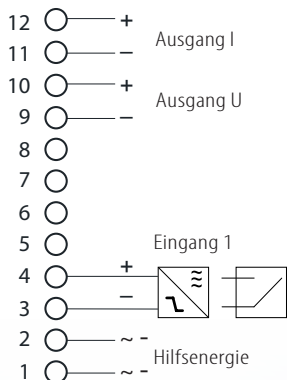 12 +
Ausgang I
11 –
10 +
Ausgang U
9 –
8
7
6
5
Eingang 1
4 +
3 –
2 ~ -
Hilfsenergie
1 ~ -